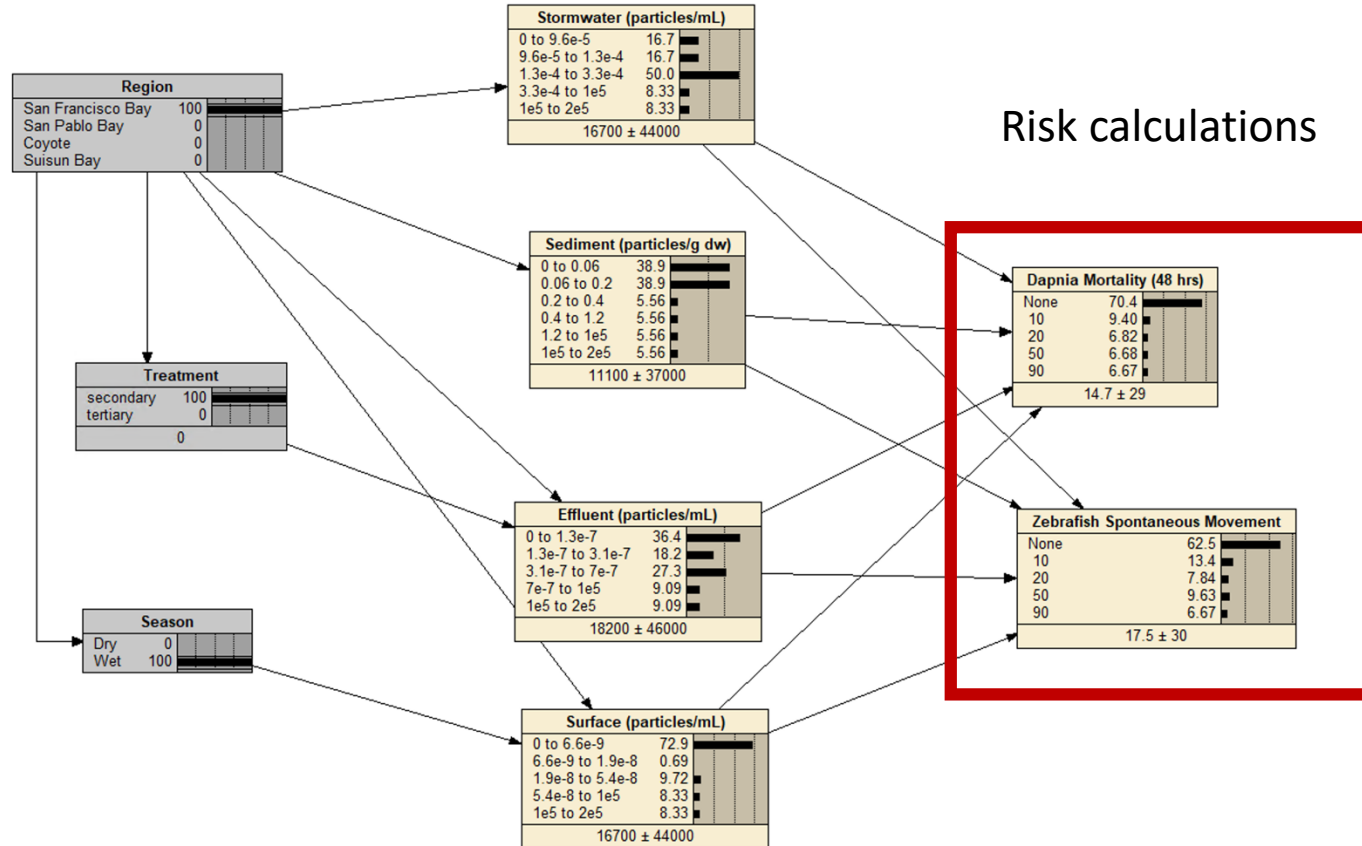 Stormwater (particles/mL)
0 to 9.6e-5 16.7
9.6e-5 to 1.3e-4 16.7
1.3e-4 to 3.3e-4 50.0
3.3e-4 to 1e5 8.33
1e5 to 2e5 8.33
16700 ± 44000
Region
San Francisco Bay 100
San Pablo Bay 0
Coyote 0
Suisun Bay 0
Risk calculations
Sediment (particles/g dw)
0 to 0.06 38.9
0.06 to 0.2 38.9
0.2 to 0.4 5.56
0.4 to 1.2 5.56
1.2 to 1e5 5.56
1e5 to 2e5 5.56
11100 ± 37000
Dapnia Mortality (48 hrs)
None 70.4
10 9.40
20 6.82
50 6.68
90 6.67
14.7 ± 29
Treatment
secondary 100
tertiary 0
0
Effluent (particles/mL)
0 to 1.3e-7 36.4
1.3e-7 to 3.1e-7 18.2
3.1e-7 to 7e-7 27.3
7e-7 to 1e5 9.09
1e5 to 2e5 9.09
18200 ± 46000
Zebrafish Spontaneous Movement
None 62.5
10 13.4
20 7.84
50 9.63
90 6.67
17.5 ± 30
Season
Dry 0
Wet 100
Surface (particles/mL)
0 to 6.6e-9 72.9
6.6e-9 to 1.9e-8 0.69
1.9e-8 to 5.4e-8 9.72
5.4e-8 to 1e5 8.33
1e5 to 2e5 8.33
16700 ± 44000